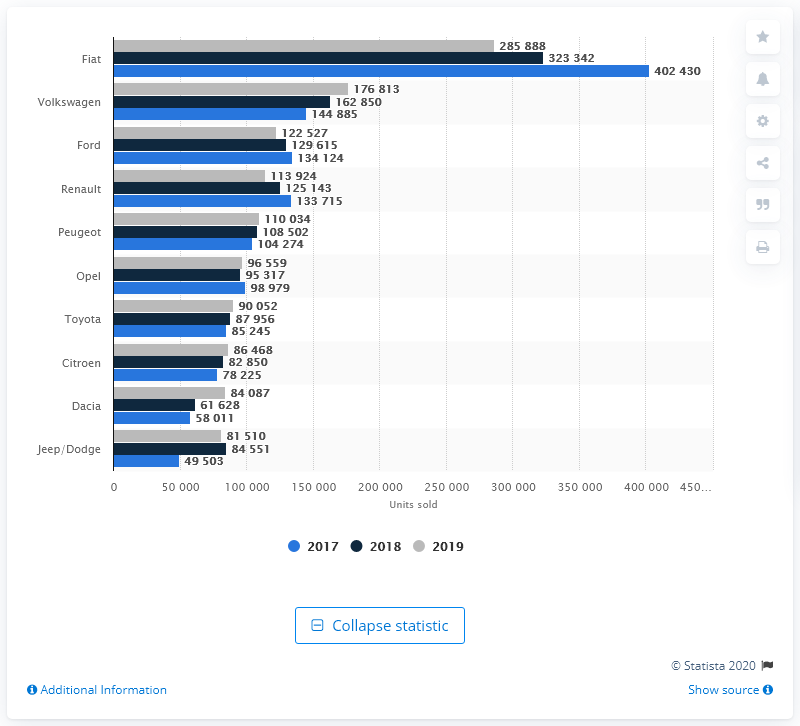 Fiat
285 888
323 342
402 430
Volkswagen
176 813
162 850
144 885
Ford
122 527
129 615
134 124
Renault
113 924
125 143
133 715
Peugeot
110 034
108 502
104 274
Opel
96 559
95 317
98 979
Toyota
90 052
87 956
85 245
Citroen
86 468
82 850
78 225
Dacia
84 087
61 628
58 011
Jeep/Dodge
81 510
84 551
49 503
0 50 000 100 000 150 000 200 000 250 000 300 000 350 000 400 000 450...
Units sold
2017 2018 2019
Collapse statistic
© Statista 2020
Additional Information Show source